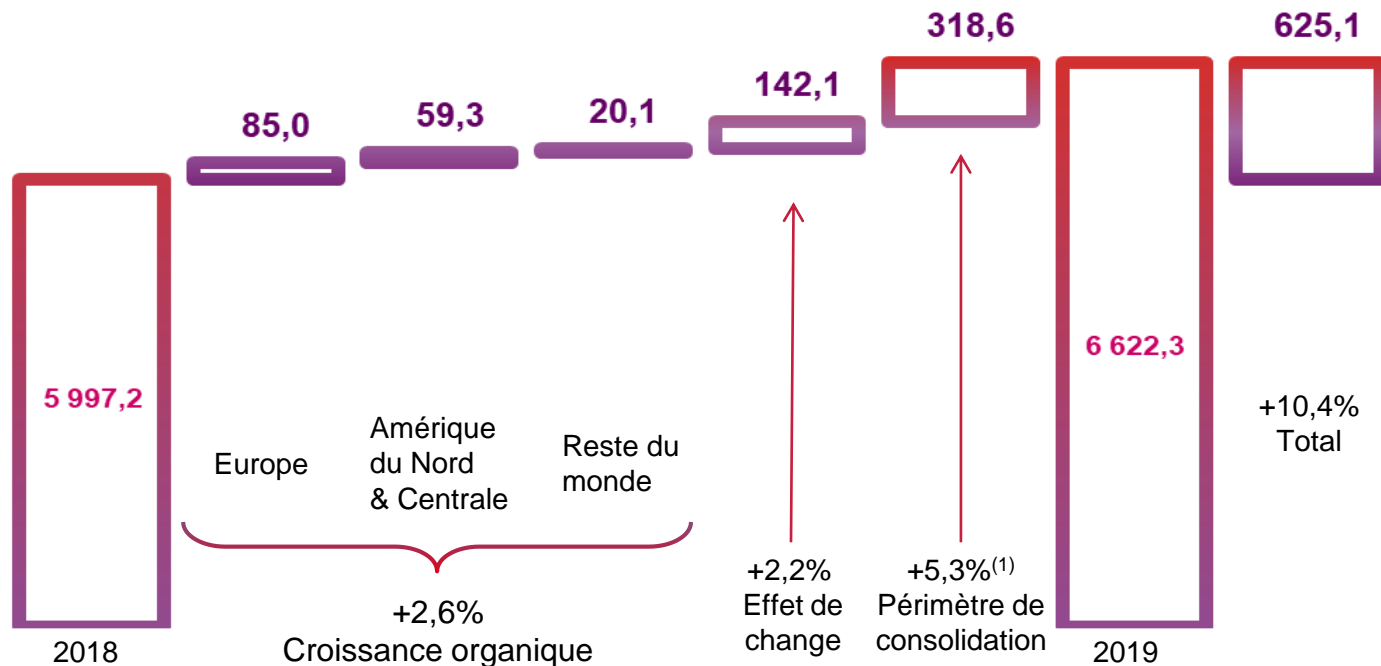 318,6
625,1
142,1
59,3
20,1
85,0
6 622,3
5 997,2
Europe
Amérique
du Nord
& Centrale
Reste du
monde
+10,4%
Total
+2,6%
Croissance organique
+2,2%
Effet de
change
+5,3%(1)
Périmètre de
consolidation
2018
2019